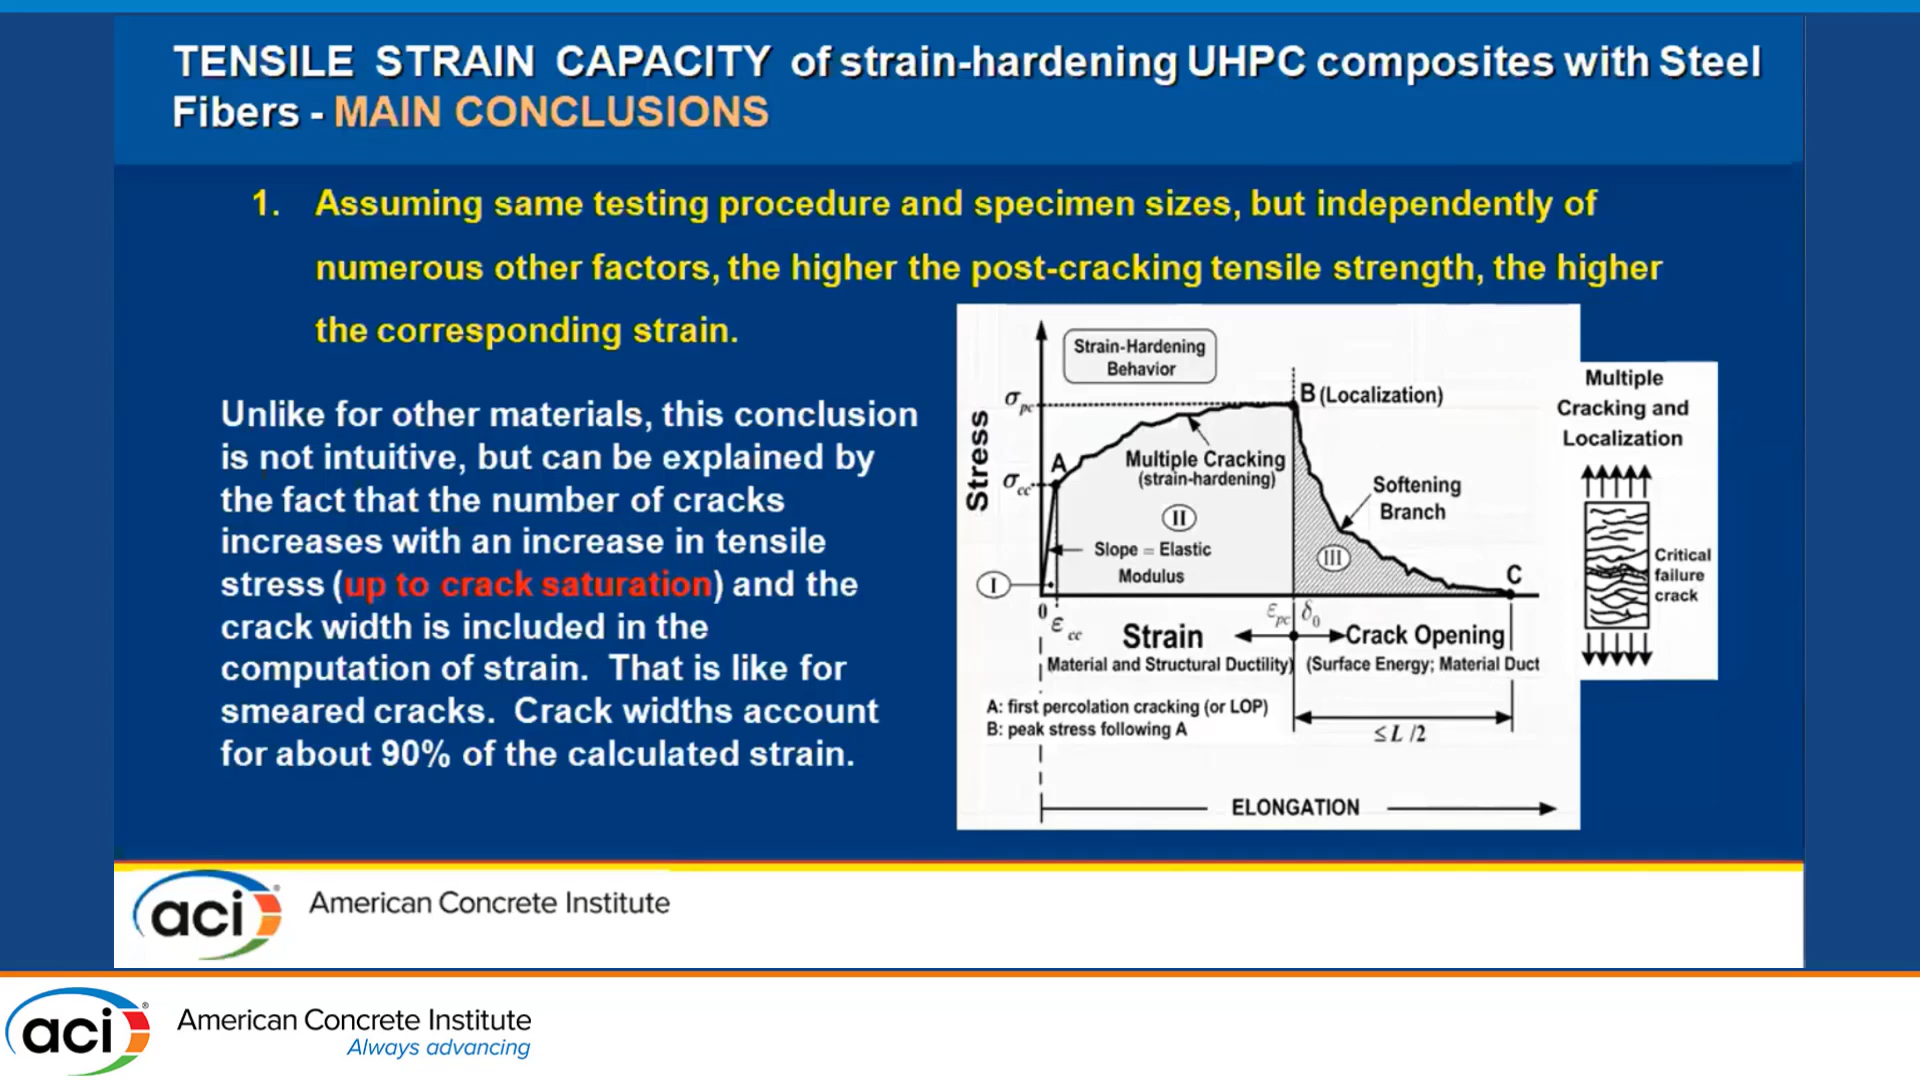 TENSILE STRAIN CAPACITY of strain-hardening UHPC composites with Steel
Fibers - MAIN CONCLUSIONS
1. Assuming same testing procedure and specimen sizes, but independently of
numerous other factors, the higher the post-cracking tensile strength, the higher
the corresponding strain.
Unlike for other materials, this conclusion
is not intuitive, but can be explained by
the fact that the number of cracks
increases with an increase in tensile
stress (up to crack saturation) and the
crack width is included in the
computation of strain. That is like for
smeared cracks. Crack widths account
for about 90% of the calculated strain.
Strain-Hardening
Behavior
Stress
σpc
B (Localization)
A
σcc
Multiple Cracking
(strain-hardening)
II
Slope = Elastic
Modulus
I
Softening
Branch
III
C
0
εcc
εpc
δ0
Strain
Crack Opening
(Material and Structural Ductility)
(Surface Energy; Material Duct
A: first percolation cracking (or LOP)
B: peak stress following A
≤ L /2
ELONGATION
Multiple
Cracking and
Localization
Critical
failure
crack
aci ®
American Concrete Institute
aci ®
American Concrete Institute
Always advancing